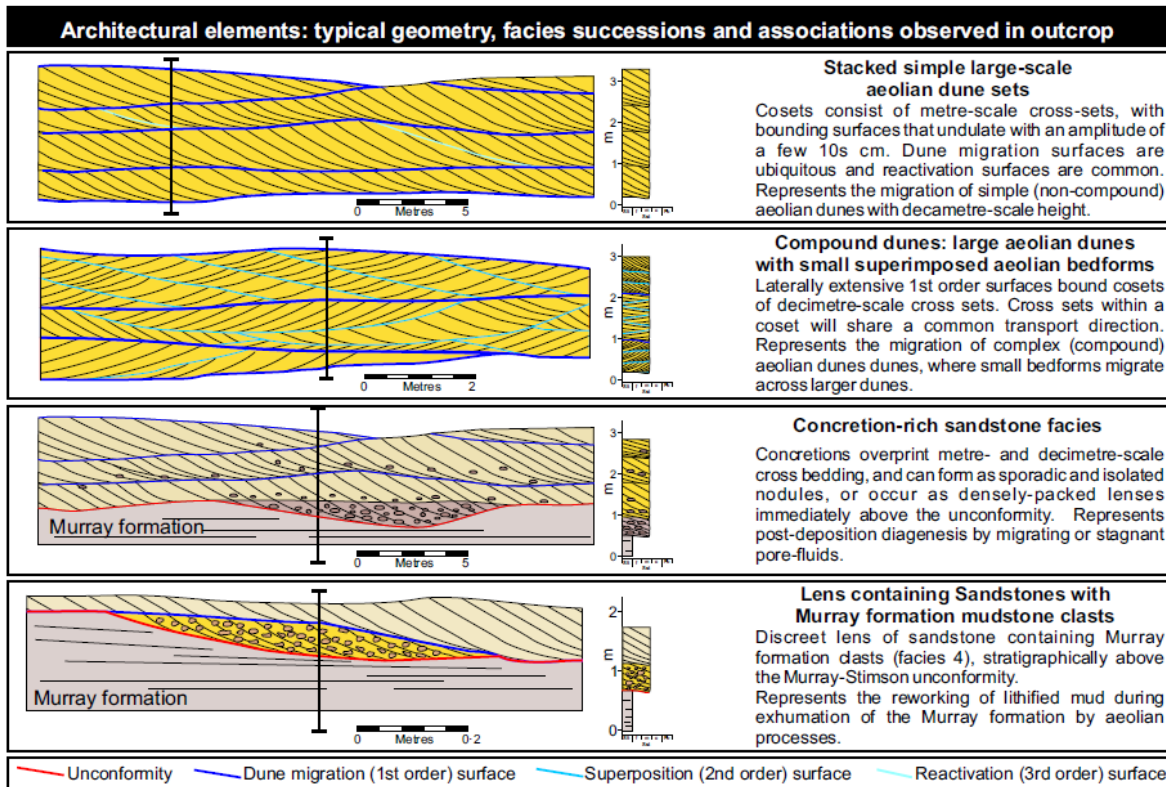 Architectural elements: typical geometry, facies successions and associations observed in outcrop
3
2
m
1
0
0
Metres
5
Stacked simple large-scale
aeolian dune sets
Cosets consist of metre-scale cross-sets, with
bounding surfaces that undulate with an amplitude of
a few 10s cm. Dune migration surfaces are
ubiquitous and reactivation surfaces are common.
Represents the migration of simple (non-compound)
aeolian dunes with decametre-scale height.
3
2
m
1
0
0
Metres
2
Compound dunes: large aeolian dunes
with small superimposed aeolian bedforms
Laterally extensive 1st order surfaces bound cosets
of decimetre-scale cross sets. Cross sets within a
coset will share a common transport direction.
Represents the migration of complex (compound)
aeolian dunes dunes, where small bedforms migrate
across larger dunes.
Murray formation
3
2
m
1
0
0
Metres
5
Concretion-rich sandstone facies
Concretions overprint metre- and decimetre-scale
cross bedding, and can form as sporadic and isolated
nodules, or occur as densely-packed lenses
immediately above the unconformity. Represents
post-deposition diagenesis by migrating or stagnant
pore-fluids.
Murray formation
2
m
1
0
0
Metres
0·2
Lens containing Sandstones with
Murray formation mudstone clasts
Discreet lens of sandstone containing Murray
formation clasts (facies 4), stratigraphically above
the Murray-Stimson unconformity.
Represents the reworking of lithified mud during
exhumation of the Murray formation by aeolian
processes.
Unconformity
Dune migration (1st order) surface
Superposition (2nd order) surface
Reactivation (3rd order) surface